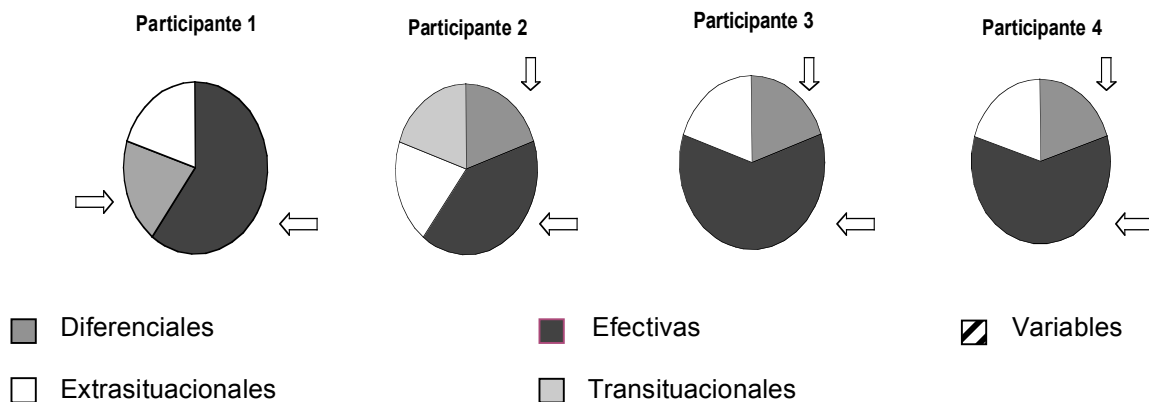 Participante 1 Participante 2 Participante 3 Participante 4
Diferenciales Efectivas Variables
Extrasituacionales Transituacionales